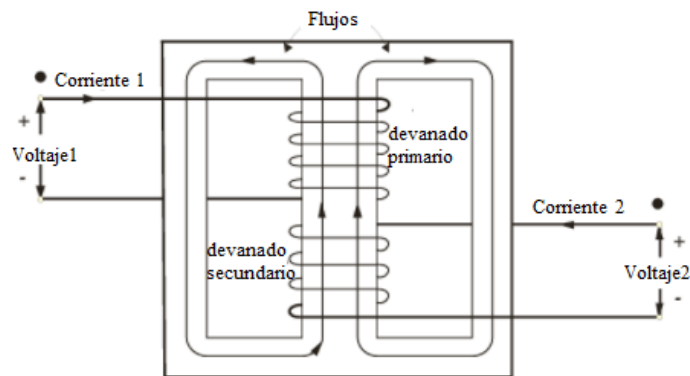 Flujos
Corriente 1
+
Voltaje1
-
devanado
primario
Corriente 2
devanado
secundario
+
Voltaje2
-